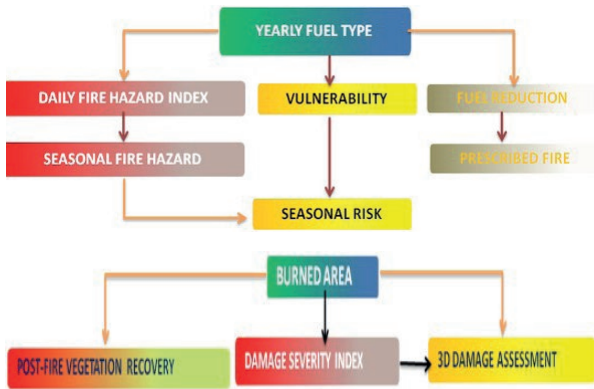 YEARLY FUEL TYPE
DAILY FIRE HAZARD INDEX
VULNERABILITY
FUEL REDUCTION
SEASONAL FIRE HAZARD
PRESCRIBED FIRE
SEASONAL RISK
BURNED AREA
POST-FIRE VEGETATION RECOVERY
DAMAGE SEVERITY INDEX
3D DAMAGE ASSESSMENT